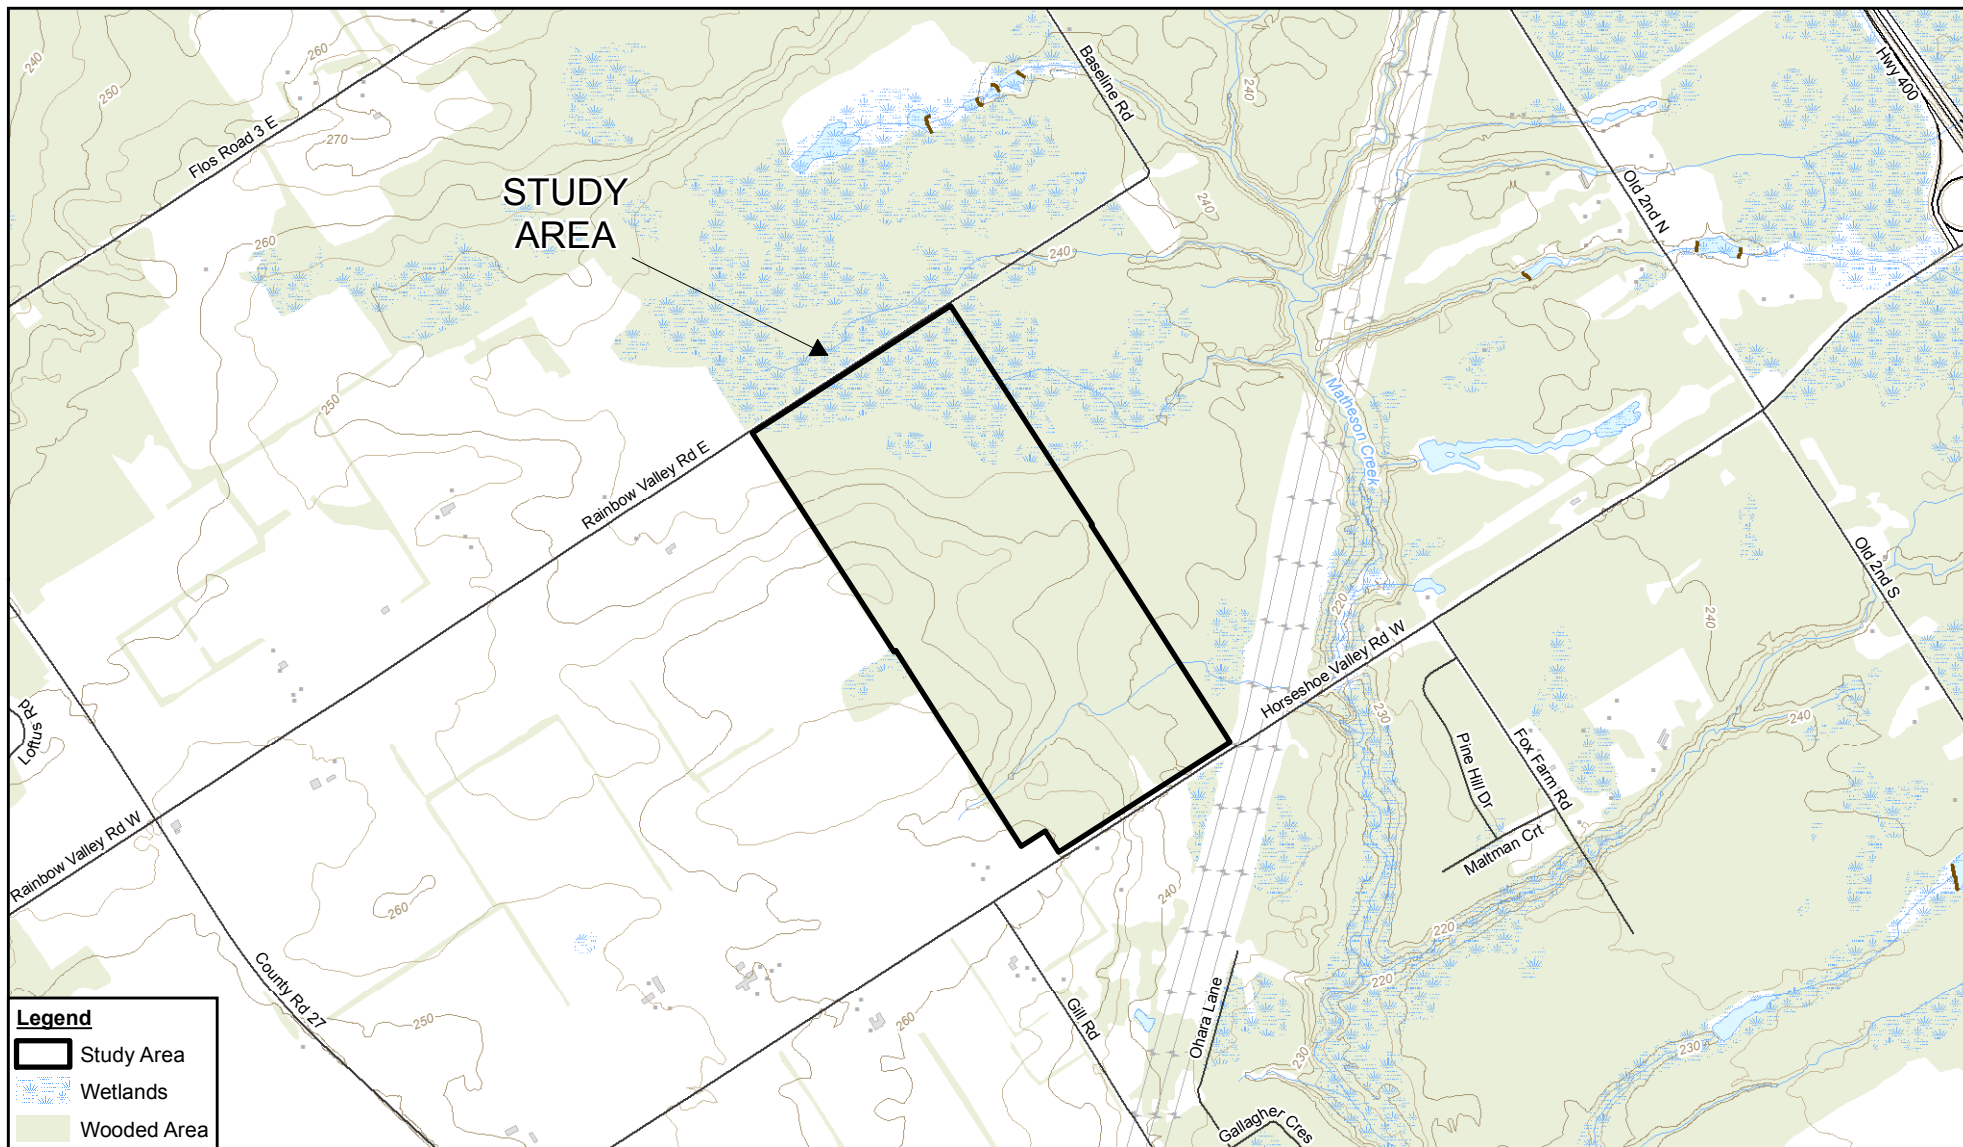 240
250
260
270
Flos Road 3 E
Baseline Rd
240
Hwy 400
STUDY
AREA
260
240
240
Old 2nd N
250
Rainbow Valley Rd E
Matheson Creek
Old 2nd S
220
240
Horseshoe Valley Rd W
230
240
Loftus Rd
Pine Hill Dr
Fox Farm Rd
Maltman Crt
Rainbow Valley Rd W
260
240
220
220
County Rd 27
250
260
Gill Rd
Ohara Lane
230
230
Gallagher Cres
Legend
Study Area
Wetlands
Wooded Area